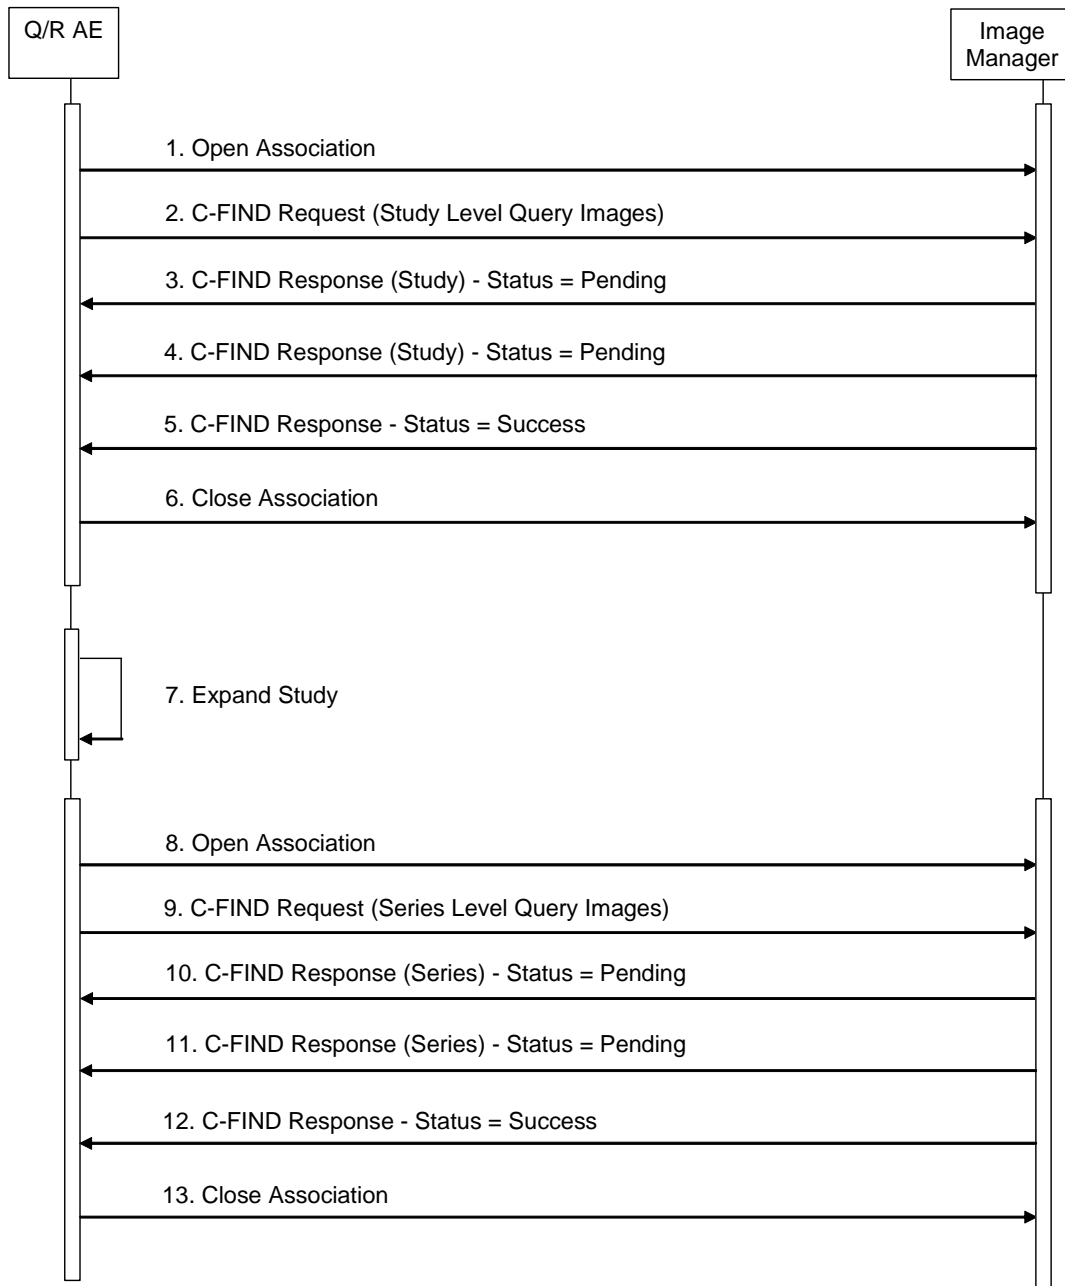 Q/R AE
Image
Manager
1. Open Association
2. C-FIND Request (Study Level Query Images)
3. C-FIND Response (Study) - Status = Pending
4. C-FIND Response (Study) - Status = Pending
5. C-FIND Response - Status = Success
6. Close Association
7. Expand Study
8. Open Association
9. C-FIND Request (Series Level Query Images)
10. C-FIND Response (Series) - Status = Pending
11. C-FIND Response (Series) - Status = Pending
12. C-FIND Response - Status = Success
13. Close Association